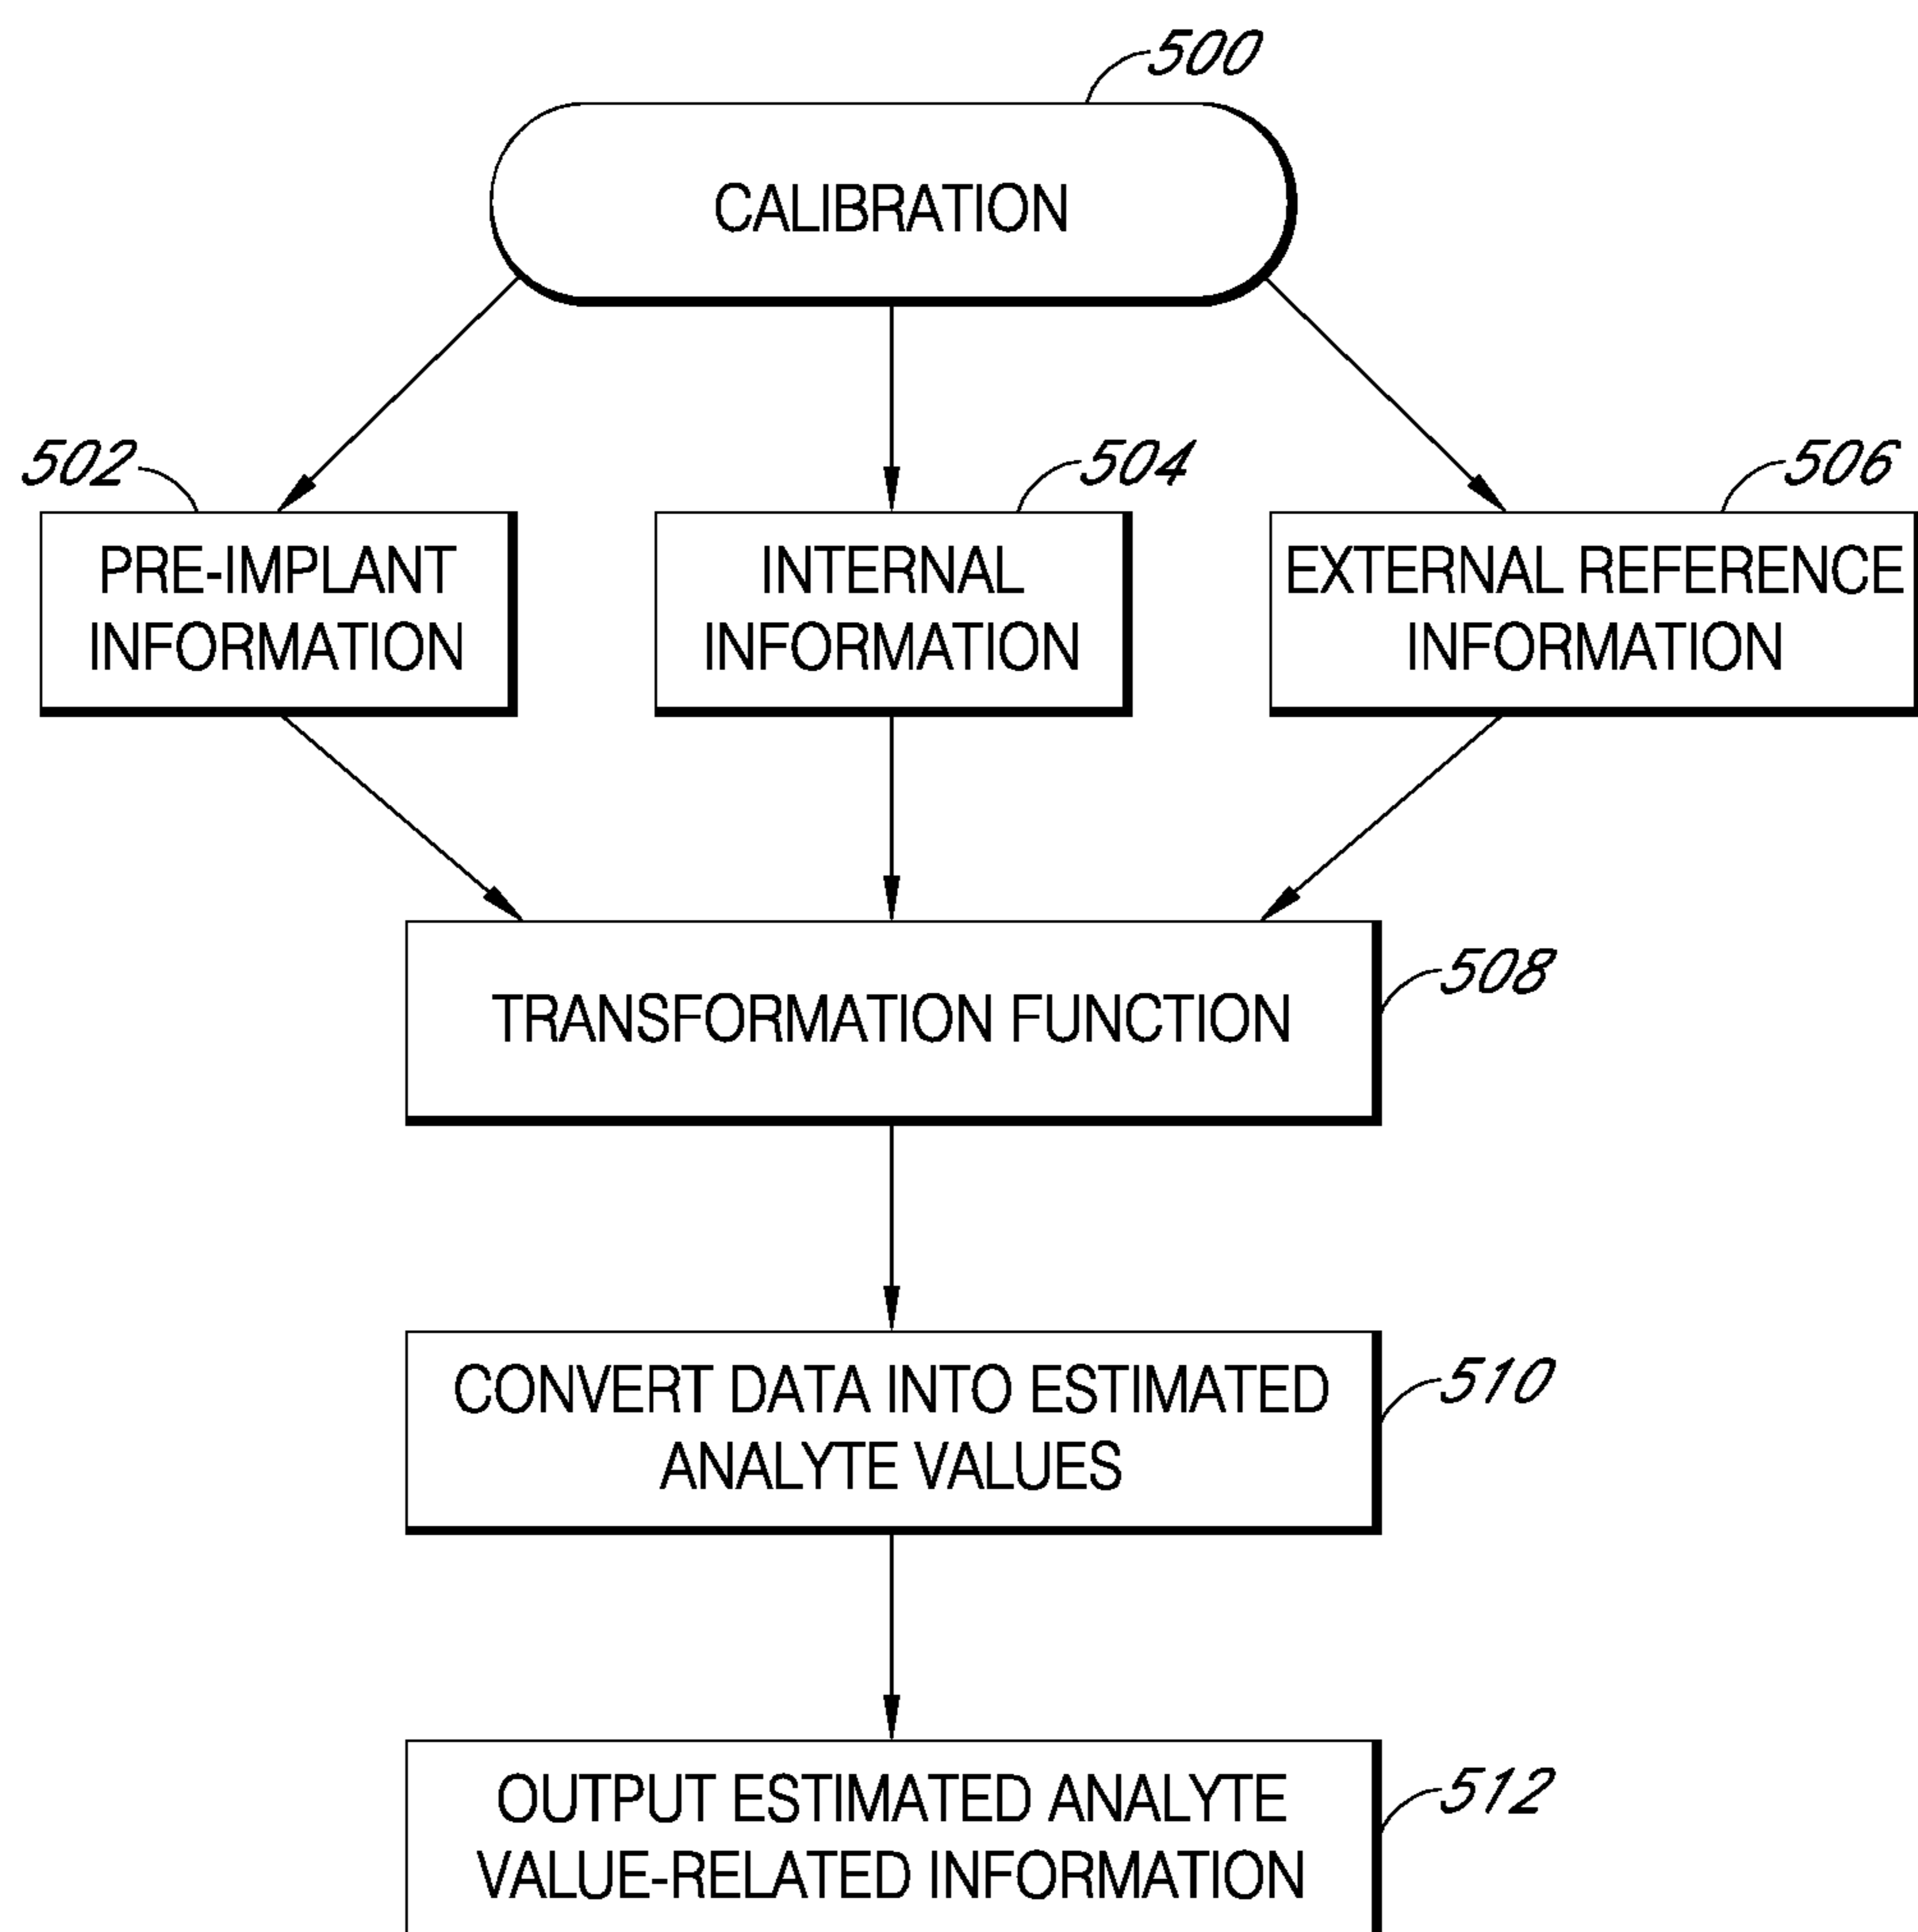 500
CALIBRATION
502
504
506
PRE-IMPLANT
INFORMATION
INTERNAL
INFORMATION
EXTERNAL REFERENCE
INFORMATION
508
TRANSFORMATION FUNCTION
510
CONVERT DATA INTO ESTIMATED
ANALYTE VALUES
512
OUTPUT ESTIMATED ANALYTE
VALUE-RELATED INFORMATION